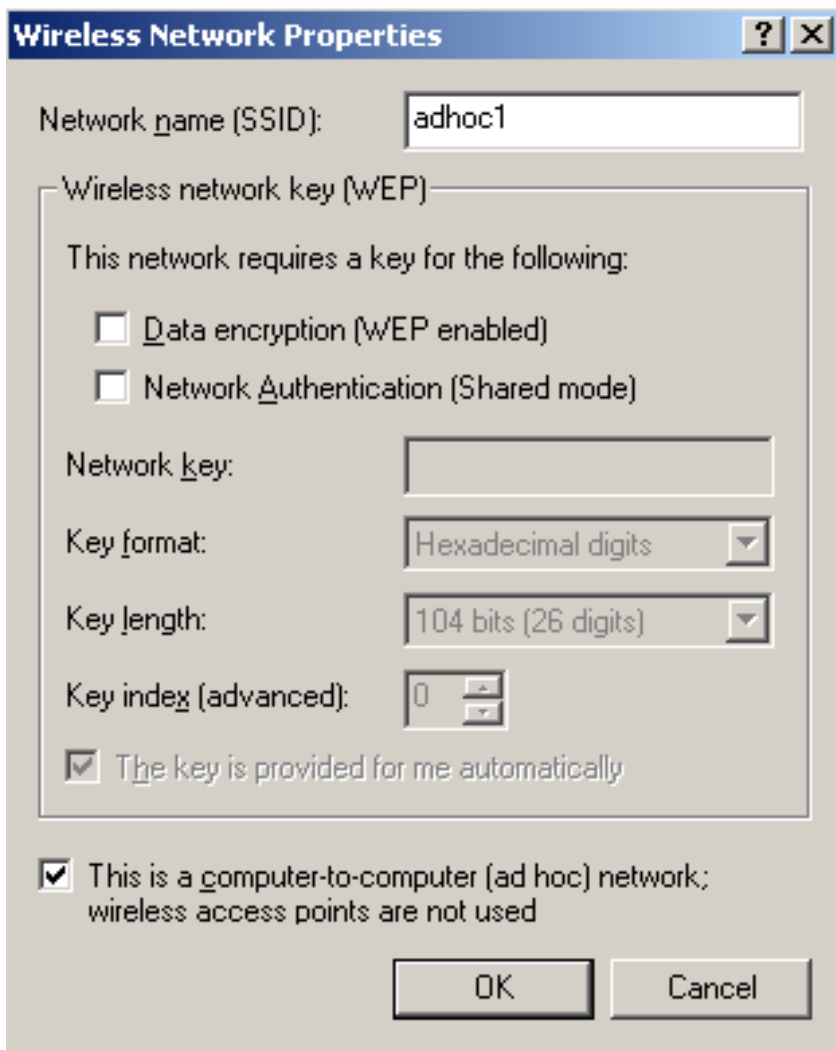 Wireless Network Properties
Network name (SSID): adhoc1
Wireless network key (WEP)
This network requires a key for the following:
Data encryption (WEP enabled)
Network Authentication (Shared mode)
Network key:
Key format: Hexadecimal digits
Key length: 104 bits (26 digits)
Key index (advanced): 0
The key is provided for me automatically
This is a computer-to-computer (ad hoc) network;
wireless access points are not used
OK Cancel